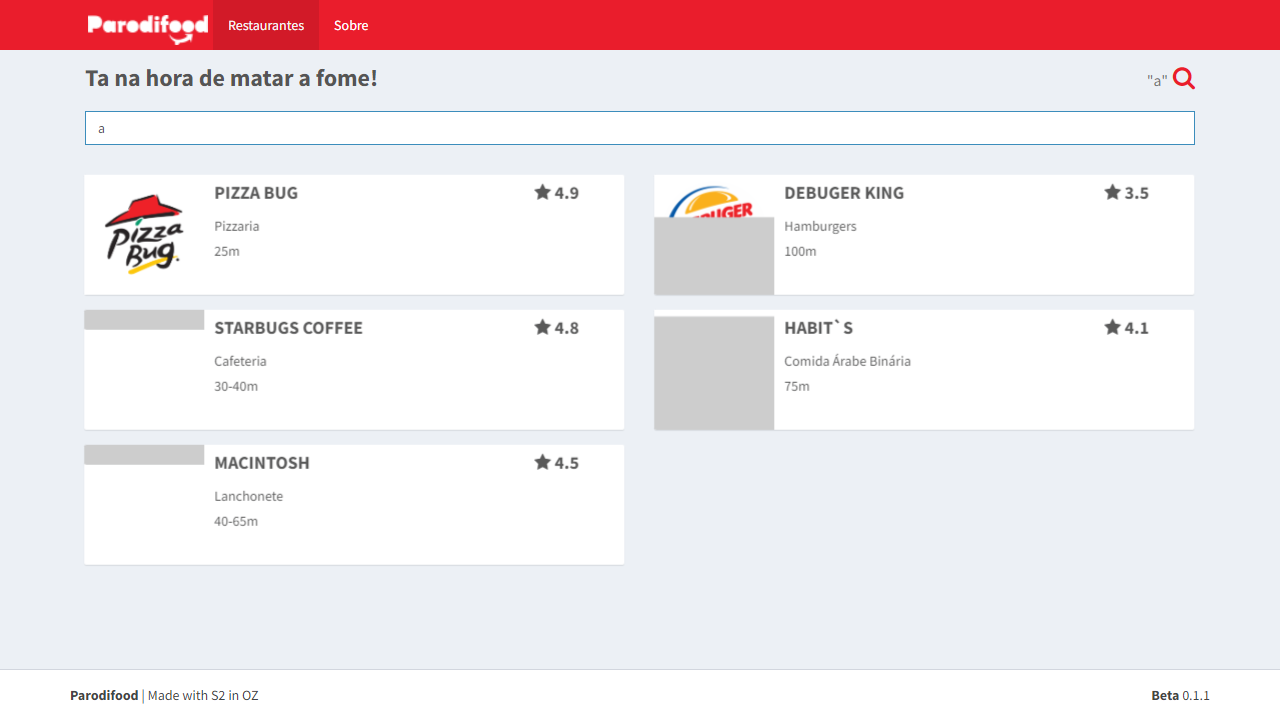 Parodifood Restaurantes Sobre
Ta na hora de matar a fome! "a"
a
Pizza Bug.
PIZZA BUG 4.9
Pizzaria
25m
DEBUGER KING 3.5
Hamburgers
100m
STARBUGS COFFEE 4.8
Cafeteria
30-40m
HABIT`S 4.1
Comida Árabe Binária
75m
MACINTOSH 4.5
Lanchonete
40-65m
Parodifood | Made with S2 in OZ Beta 0.1.1